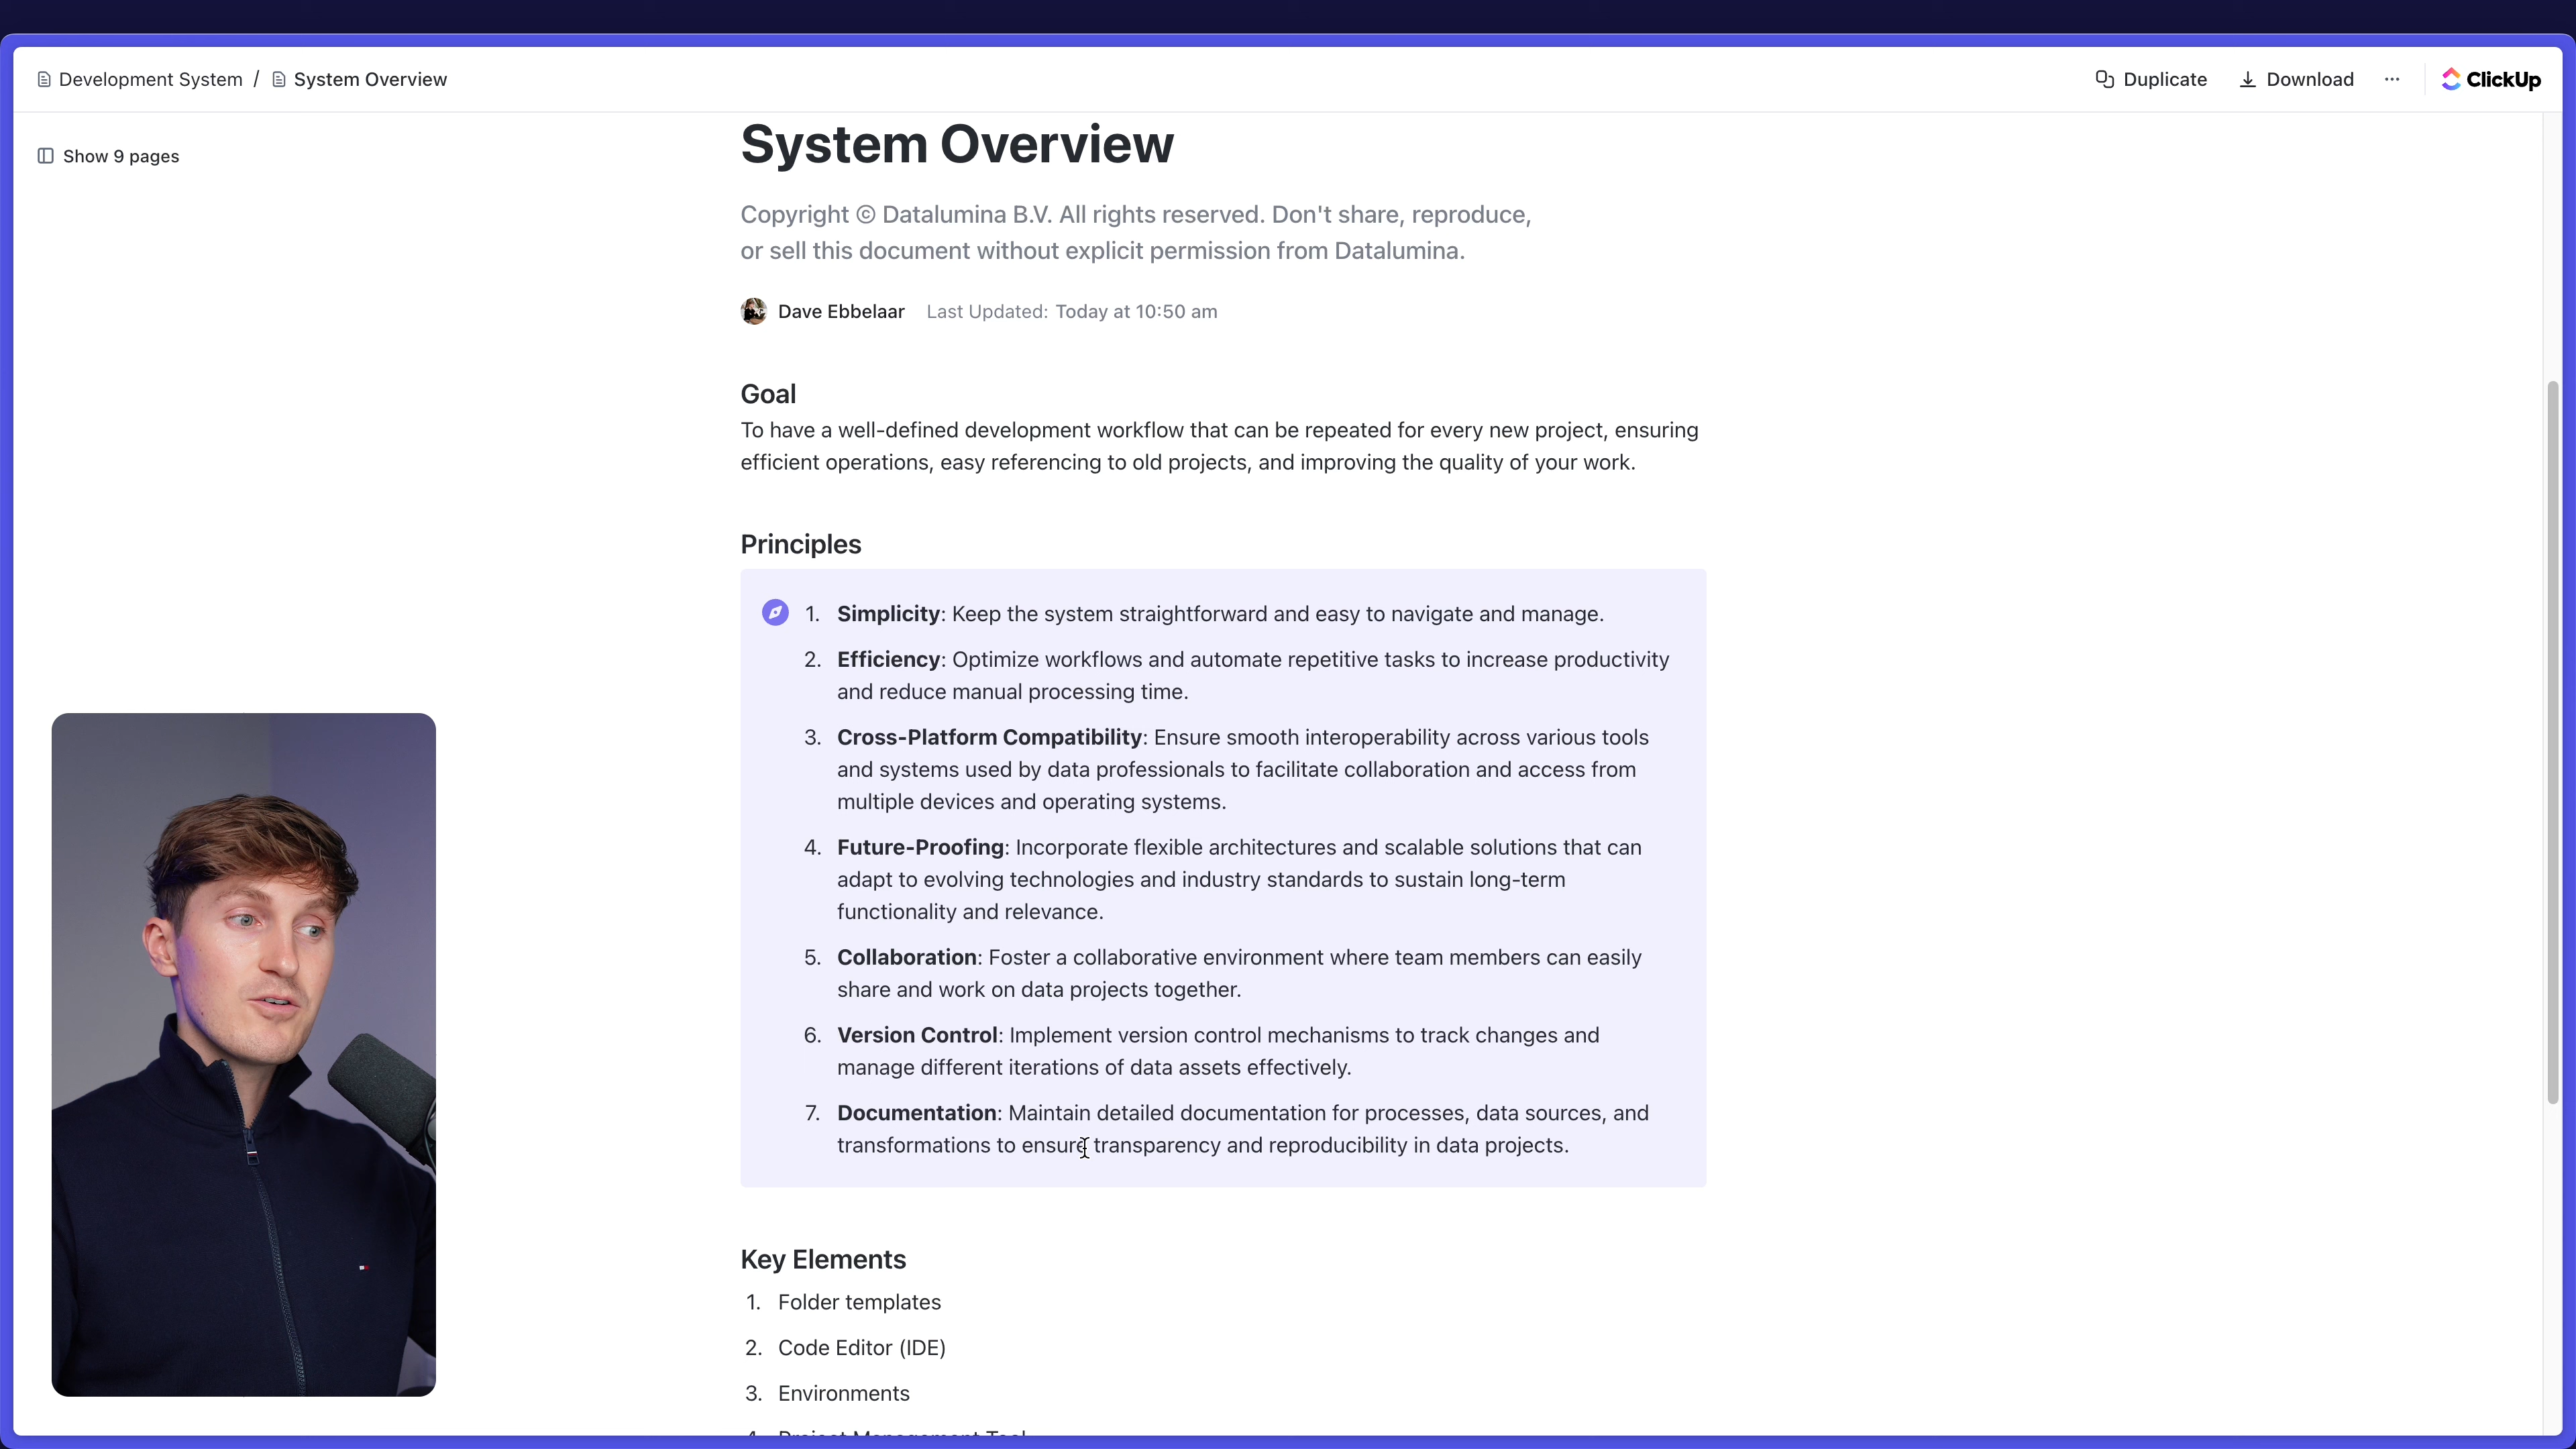 Development System / System Overview
Duplicate
Download
ClickUp
Show 9 pages
System Overview
Copyright © Datalumina B.V. All rights reserved. Don't share, reproduce,
or sell this document without explicit permission from Datalumina.
Dave Ebbelaar Last Updated: Today at 10:50 am
Goal
To have a well-defined development workflow that can be repeated for every new project, ensuring
efficient operations, easy referencing to old projects, and improving the quality of your work.
Principles
1. Simplicity: Keep the system straightforward and easy to navigate and manage.
2. Efficiency: Optimize workflows and automate repetitive tasks to increase productivity
and reduce manual processing time.
3. Cross-Platform Compatibility: Ensure smooth interoperability across various tools
and systems used by data professionals to facilitate collaboration and access from
multiple devices and operating systems.
4. Future-Proofing: Incorporate flexible architectures and scalable solutions that can
adapt to evolving technologies and industry standards to sustain long-term
functionality and relevance.
5. Collaboration: Foster a collaborative environment where team members can easily
share and work on data projects together.
6. Version Control: Implement version control mechanisms to track changes and
manage different iterations of data assets effectively.
7. Documentation: Maintain detailed documentation for processes, data sources, and
transformations to ensure transparency and reproducibility in data projects.
Key Elements
1. Folder templates
2. Code Editor (IDE)
3. Environments
4. Project Management Tool